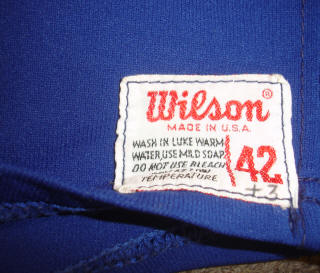 Wilson®
MADE IN U.S.A.
WASH IN LUKE WARM
WATER, USE MILD SOAP
DO NOT USE BLEACH
TEMPERATURE
42
+3